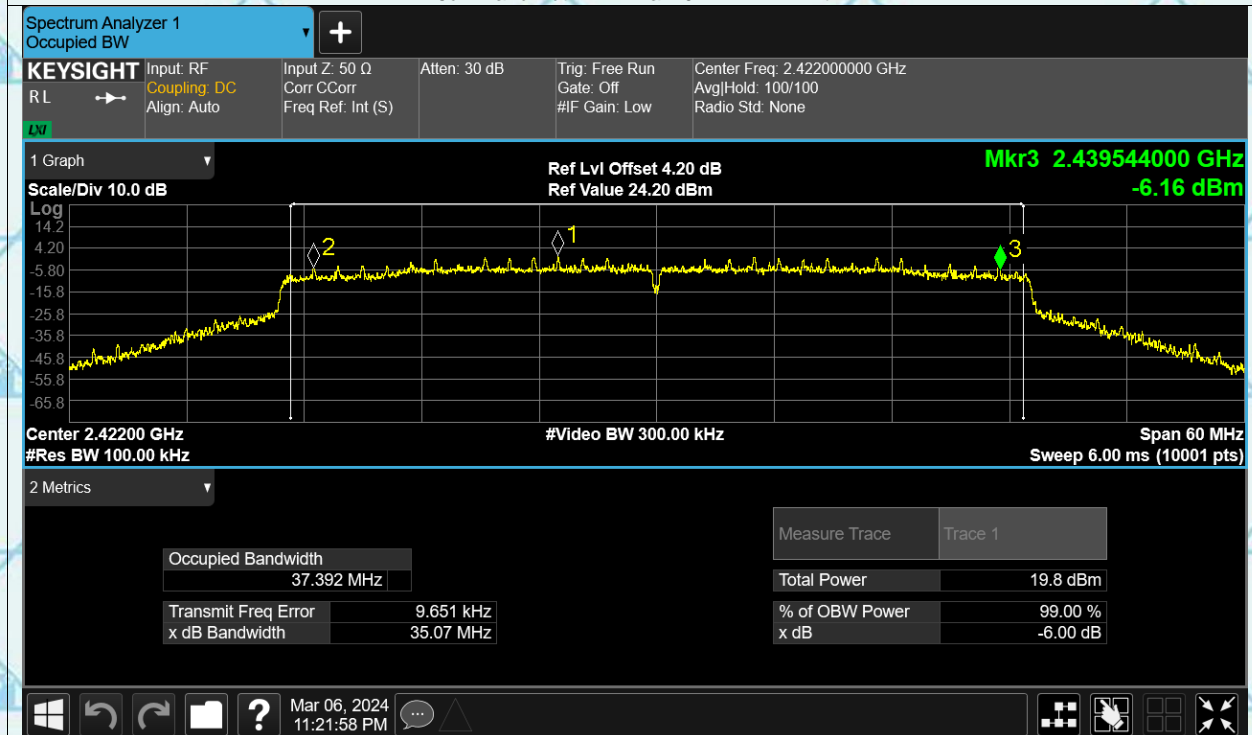 Spectrum Analyzer 1
Occupied BW
+
KEYSIGHT
RL
LXI
Input: RF
Coupling: DC
Align: Auto
Input Z: 50 Ω
Corr CCorr
Freq Ref: Int (S)
Atten: 30 dB
Trig: Free Run
Gate: Off
#IF Gain: Low
Center Freq: 2.422000000 GHz
Avg|Hold: 100/100
Radio Std: None
1 Graph
Scale/Div 10.0 dB
Ref Lvl Offset 4.20 dB
Ref Value 24.20 dBm
Mkr3 2.439544000 GHz
-6.16 dBm
Log
14.2
4.20
-5.80
-15.8
-25.8
-35.8
-45.8
-55.8
-65.8
2
1
3
Center 2.42200 GHz
#Video BW 300.00 kHz
Span 60 MHz
#Res BW 100.00 kHz
Sweep 6.00 ms (10001 pts)
2 Metrics
Occupied Bandwidth
37.392 MHz
Transmit Freq Error 9.651 kHz
x dB Bandwidth 35.07 MHz
Measure Trace Trace 1
Total Power 19.8 dBm
% of OBW Power 99.00 %
x dB -6.00 dB
?
Mar 06, 2024
11:21:58 PM